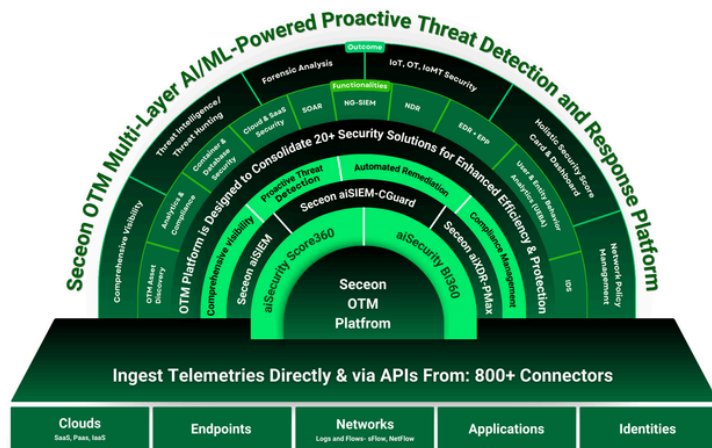 Seceon OTM Multi-Layer AI/ML-Powered Proactive Threat Detection and Response Platform
Outcome
Comprehensive Visibility
Threat Intelligence/
Threat Hunting
Forensic Analysis
IoT, OT, IoMT Security
Holistic Security Score
Card & Dashboard
Network Policy
Management
Functionalities
OTM Asset
Discovery
Analytics &
Compliance
Container &
Database
Security
Cloud & SaaS
Security
SOAR
NG-SIEM
NDR
EDR + EPP
User & Entity Behavior
Analytics (UEBA)
IDS
OTM Platform is Designed to Consolidate 20+ Security Solutions for Enhanced Efficiency & Protection
Comprehensive Visibility
Proactive Threat
Detection
Automated Remediation
Compliance Management
Seceon aiSIEM
Seceon aiSIEM-CGuard
Seceon aiXDR-PMax
aiSecurity Score360
aiSecurity BI360
Seceon
OTM
Platfrom
Ingest Telemetries Directly & via APIs From: 800+ Connectors
Clouds
SaaS, Paas, IaaS
Endpoints
Networks
Logs and Flows- sFlow, NetFlow
Applications
Identities